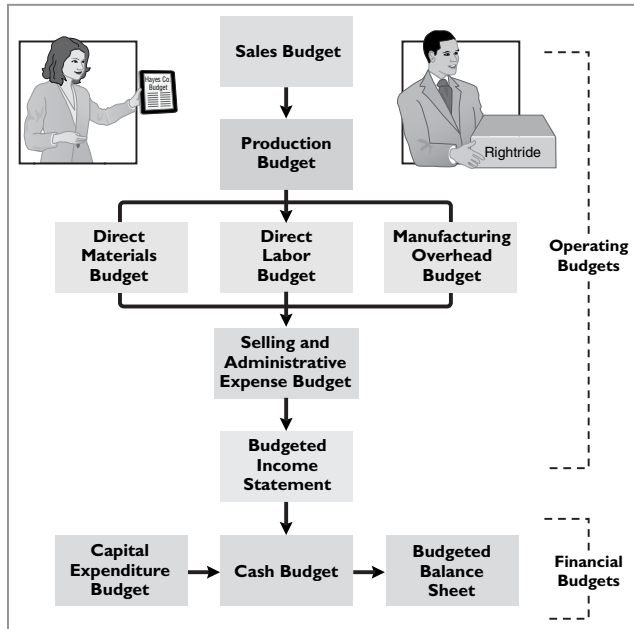 Hayes Co.
Budget
Sales Budget
Rightride
Production
Budget
Direct
Materials
Budget
Direct
Labor
Budget
Manufacturing
Overhead
Budget
Operating
Budgets
Selling and
Administrative
Expense Budget
Budgeted
Income
Statement
Capital
Expenditure
Budget
Cash Budget
Budgeted
Balance
Sheet
Financial
Budgets